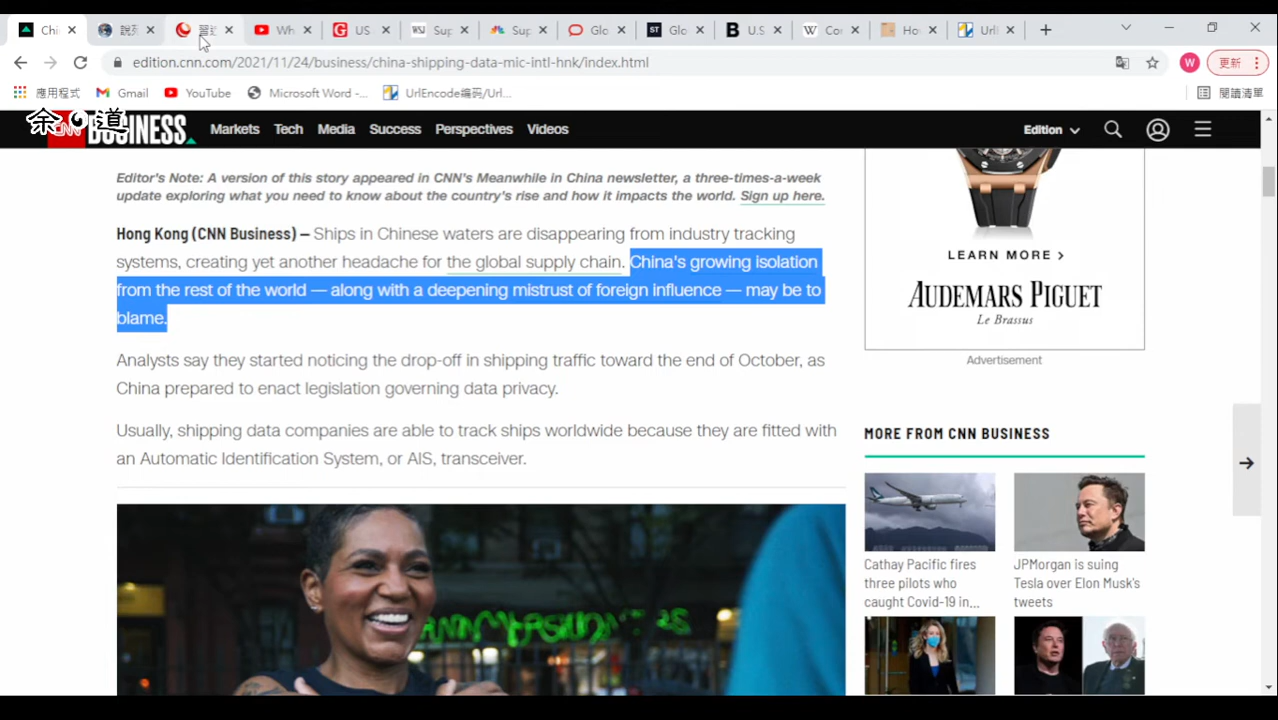 Chi
說
習近
Wh
US
Sup
Sup
Glo
Glo
U.S
Con
Ho
Url
edition.cnn.com/2021/11/24/business/china-shipping-data-mic-intl-hnk/index.html
W
更新
應用程式
Gmail
YouTube
Microsoft Word -...
UrlEncode编码/Ur...
閱讀清單
余 道
CNN BUSINESS
Markets Tech Media Success Perspectives Videos
Edition
Editor's Note: A version of this story appeared in CNN's Meanwhile in China newsletter, a three-times-a-week
update exploring what you need to know about the country's rise and how it impacts the world. Sign up here.
Hong Kong (CNN Business) — Ships in Chinese waters are disappearing from industry tracking
systems, creating yet another headache for the global supply chain. China's growing isolation
from the rest of the world — along with a deepening mistrust of foreign influence — may be to
blame.
Analysts say they started noticing the drop-off in shipping traffic toward the end of October, as
China prepared to enact legislation governing data privacy.
Usually, shipping data companies are able to track ships worldwide because they are fitted with
an Automatic Identification System, or AIS, transceiver.
LEARN MORE >
AUDEMARS PIGUET
Le Brassus
Advertisement
MORE FROM CNN BUSINESS
Cathay Pacific fires
three pilots who
caught Covid-19 in...
JPMorgan is suing
Tesla over Elon Musk's
tweets